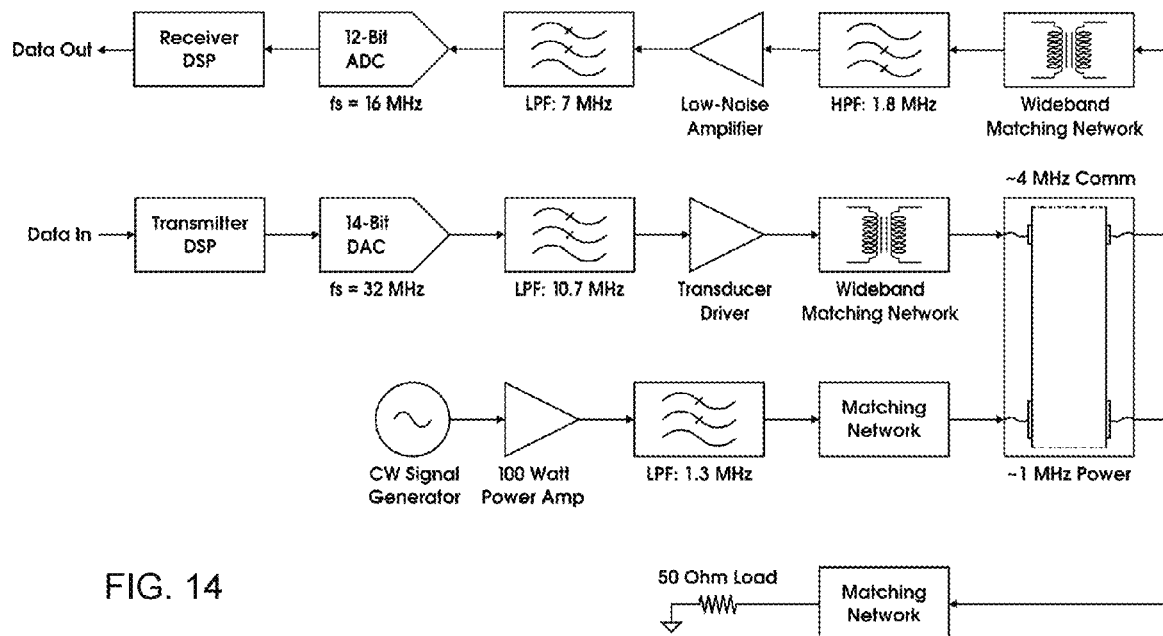 Data Out
Receiver
DSP
12-Bit
ADC
fs = 16 MHz
LPF: 7 MHz
Low-Noise
Amplifier
HPF: 1.8 MHz
Wideband
Matching Network
Data In
Transmitter
DSP
14-Bit
DAC
fs = 32 MHz
LPF: 10.7 MHz
Transducer
Driver
Wideband
Matching Network
~4 MHz Comm
CW Signal
Generator
100 Watt
Power Amp
LPF: 1.3 MHz
Matching
Network
~1 MHz Power
FIG. 14
50 Ohm Load
Matching
Network